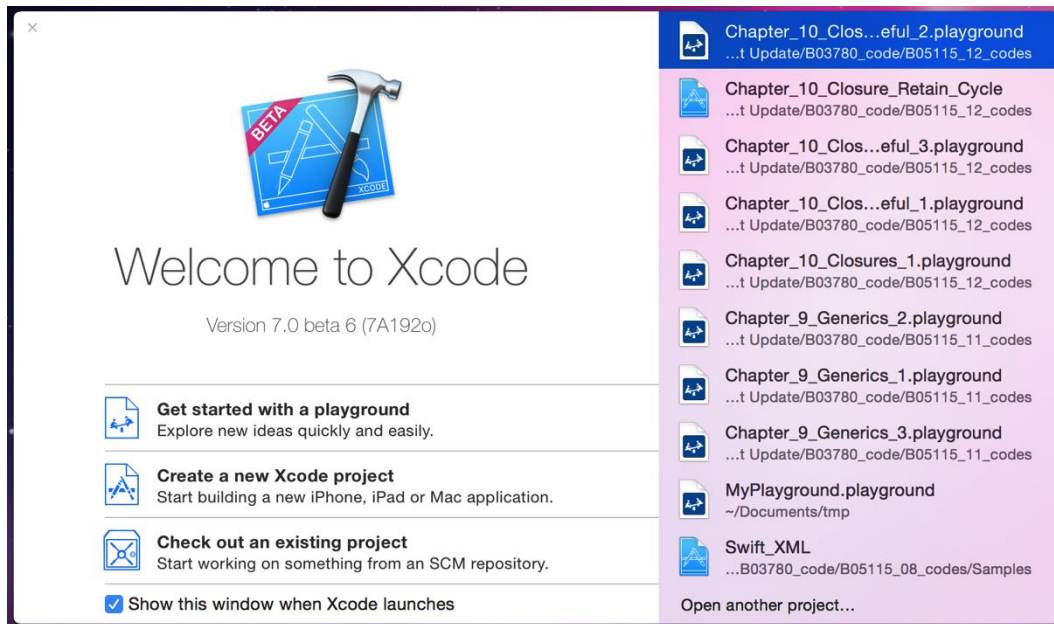 BETA
XCODE
Welcome to Xcode
Version 7.0 beta 6 (7A192o)
Get started with a playground
Explore new ideas quickly and easily.
Create a new Xcode project
Start building a new iPhone, iPad or Mac application.
Check out an existing project
Start working on something from an SCM repository.
Show this window when Xcode launches
Chapter_10_Clos...eful_2.playground
...t Update/B03780_code/B05115_12_codes
Chapter_10_Closure_Retain_Cycle
...t Update/B03780_code/B05115_12_codes
Chapter_10_Clos...eful_3.playground
...t Update/B03780_code/B05115_12_codes
Chapter_10_Clos...eful_1.playground
...t Update/B03780_code/B05115_12_codes
Chapter_10_Closures_1.playground
...t Update/B03780_code/B05115_12_codes
Chapter_9_Generics_2.playground
...t Update/B03780_code/B05115_11_codes
Chapter_9_Generics_1.playground
...t Update/B03780_code/B05115_11_codes
Chapter_9_Generics_3.playground
...t Update/B03780_code/B05115_11_codes
MyPlayground.playground
~/Documents/tmp
Swift_XML
...B03780_code/B05115_08_codes/Samples
Open another project...